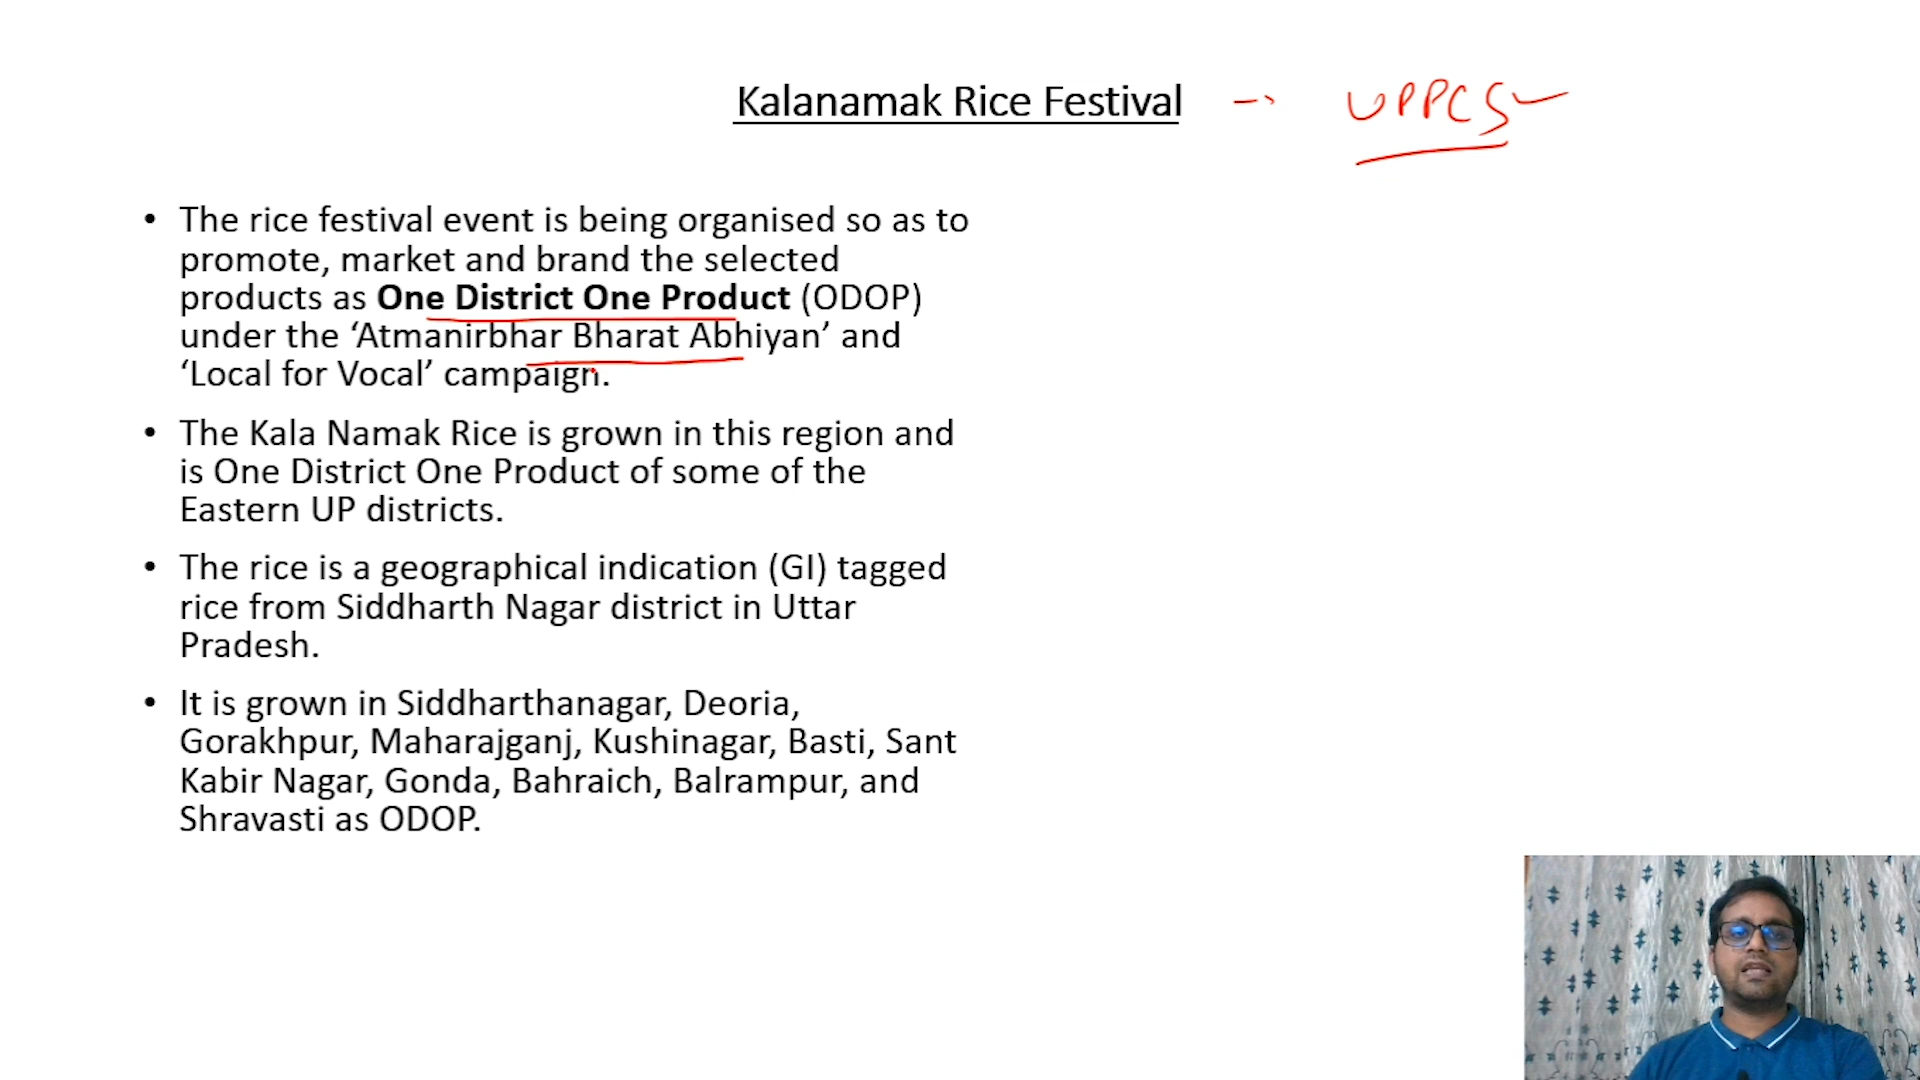 Kalanamak Rice Festival -> UPPCS
• The rice festival event is being organised so as to
promote, market and brand the selected
products as One District One Product (ODOP)
under the ‘Atmanirbhar Bharat Abhiyan’ and
‘Local for Vocal’ campaign.
• The Kala Namak Rice is grown in this region and
is One District One Product of some of the
Eastern UP districts.
• The rice is a geographical indication (GI) tagged
rice from Siddharth Nagar district in Uttar
Pradesh.
• It is grown in Siddharthanagar, Deoria,
Gorakhpur, Maharajganj, Kushinagar, Basti, Sant
Kabir Nagar, Gonda, Bahraich, Balrampur, and
Shravasti as ODOP.